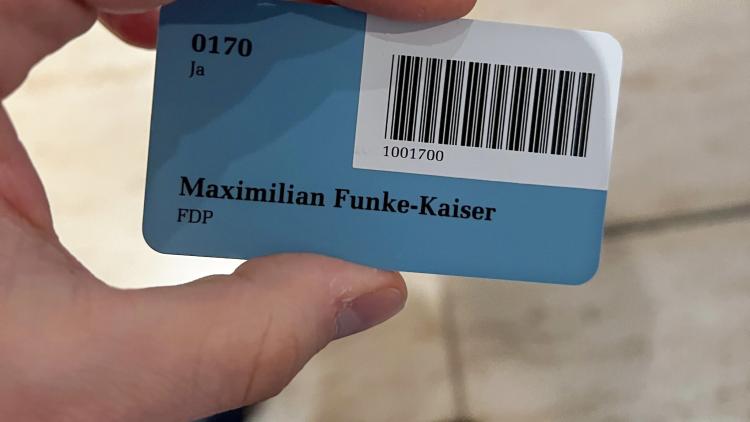 0170
Ja
1001700
Maximilian Funke-Kaiser
FDP